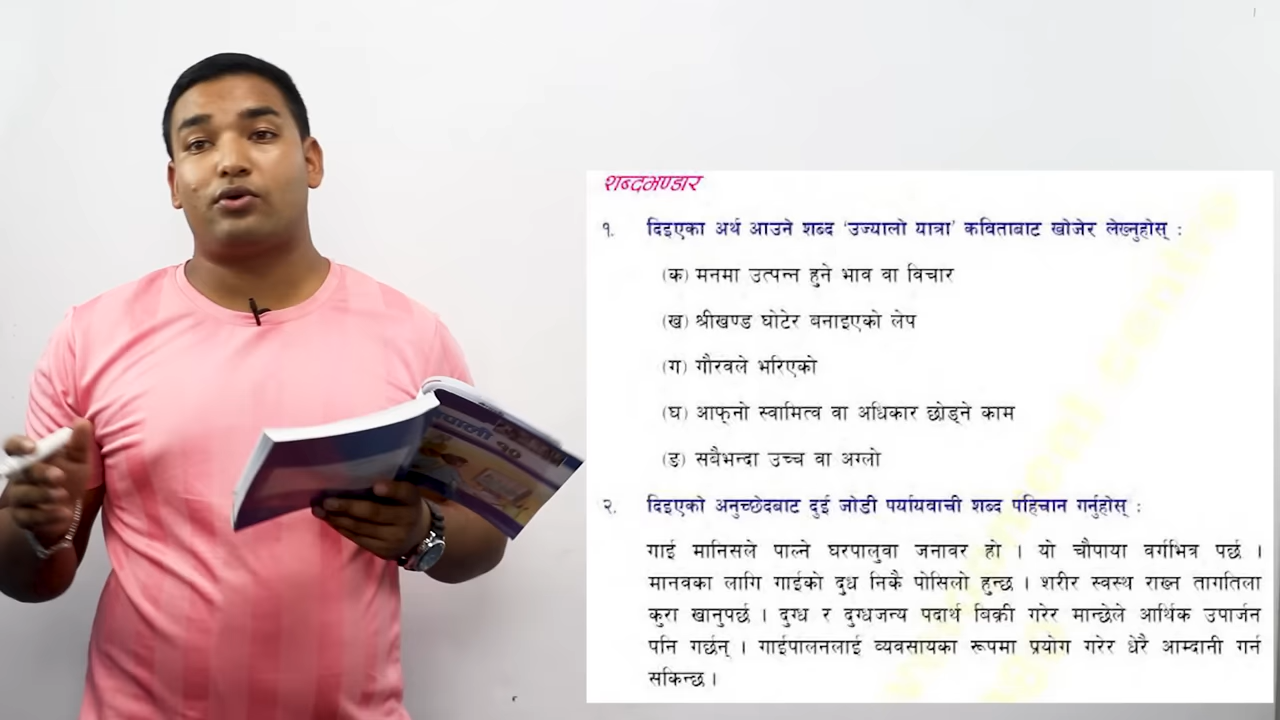 शब्दभण्डार
१. दिइएका अर्थ आउने शब्द 'उज्यालो यात्रा' कविताबाट खोजेर लेख्नुहोस् :
(क) मनमा उत्पन्न हुने भाव वा विचार
(ख) श्रीखण्ड घोटेर बनाइएको लेप
(ग) गौरवले भरिएको
(घ) आफ्नो स्वामित्व वा अधिकार छोड्ने काम
(ङ) सबैभन्दा उच्च वा अग्लो
२. दिइएको अनुच्छेदबाट दुई जोडी पर्यायवाची शब्द पहिचान गर्नुहोस् :
गाई मानिसले पाल्ने घरपालुवा जनावर हो । यो चौपाया वर्गभित्र पर्छ ।
मानवका लागि गाईको दुध निकै पोसिलो हुन्छ । शरीर स्वस्थ राख्न तागतिला
कुरा खानुपर्छ । दुग्ध र दुग्धजन्य पदार्थ बिक्री गरेर मान्छेले आर्थिक उपार्जन
पनि गर्छन् । गाईपालनलाई व्यवसायका रूपमा प्रयोग गरेर धेरै आम्दानी गर्न
सकिन्छ ।